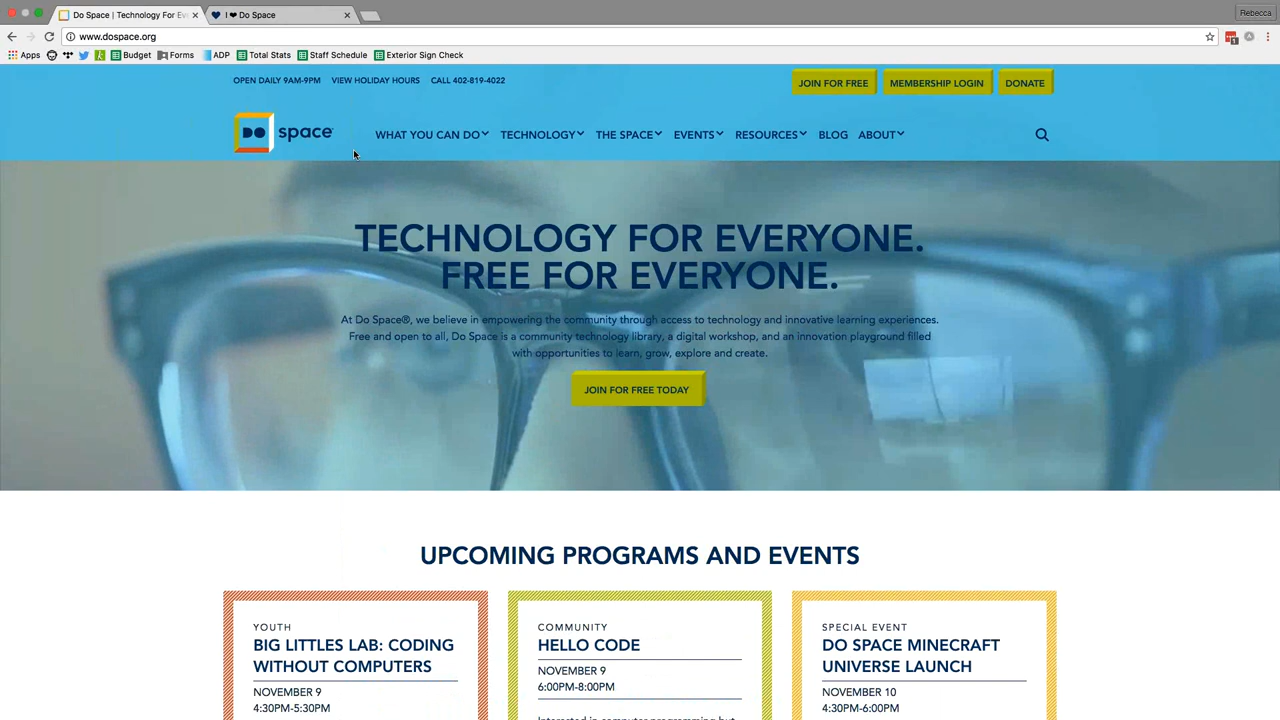 Do Space | Technology For Ev
I ❤ Do Space
Rebecca
www.dospace.org
Apps
Budget
Forms
ADP
Total Stats
Staff Schedule
Exterior Sign Check
OPEN DAILY 9AM-9PM VIEW HOLIDAY HOURS CALL 402-819-4022
JOIN FOR FREE MEMBERSHIP LOGIN DONATE
DO space
WHAT YOU CAN DO TECHNOLOGY THE SPACE EVENTS RESOURCES BLOG ABOUT
TECHNOLOGY FOR EVERYONE.
FREE FOR EVERYONE.
At Do Space®, we believe in empowering the community through access to technology and innovative learning experiences.
Free and open to all, Do Space is a community technology library, a digital workshop, and an innovation playground filled
with opportunities to learn, grow, explore and create.
JOIN FOR FREE TODAY
UPCOMING PROGRAMS AND EVENTS
YOUTH
BIG LITTLES LAB: CODING
WITHOUT COMPUTERS
NOVEMBER 9
4:30PM-5:30PM
COMMUNITY
HELLO CODE
NOVEMBER 9
6:00PM-8:00PM
Interested in computer programming but
SPECIAL EVENT
DO SPACE MINECRAFT
UNIVERSE LAUNCH
NOVEMBER 10
4:30PM-6:00PM